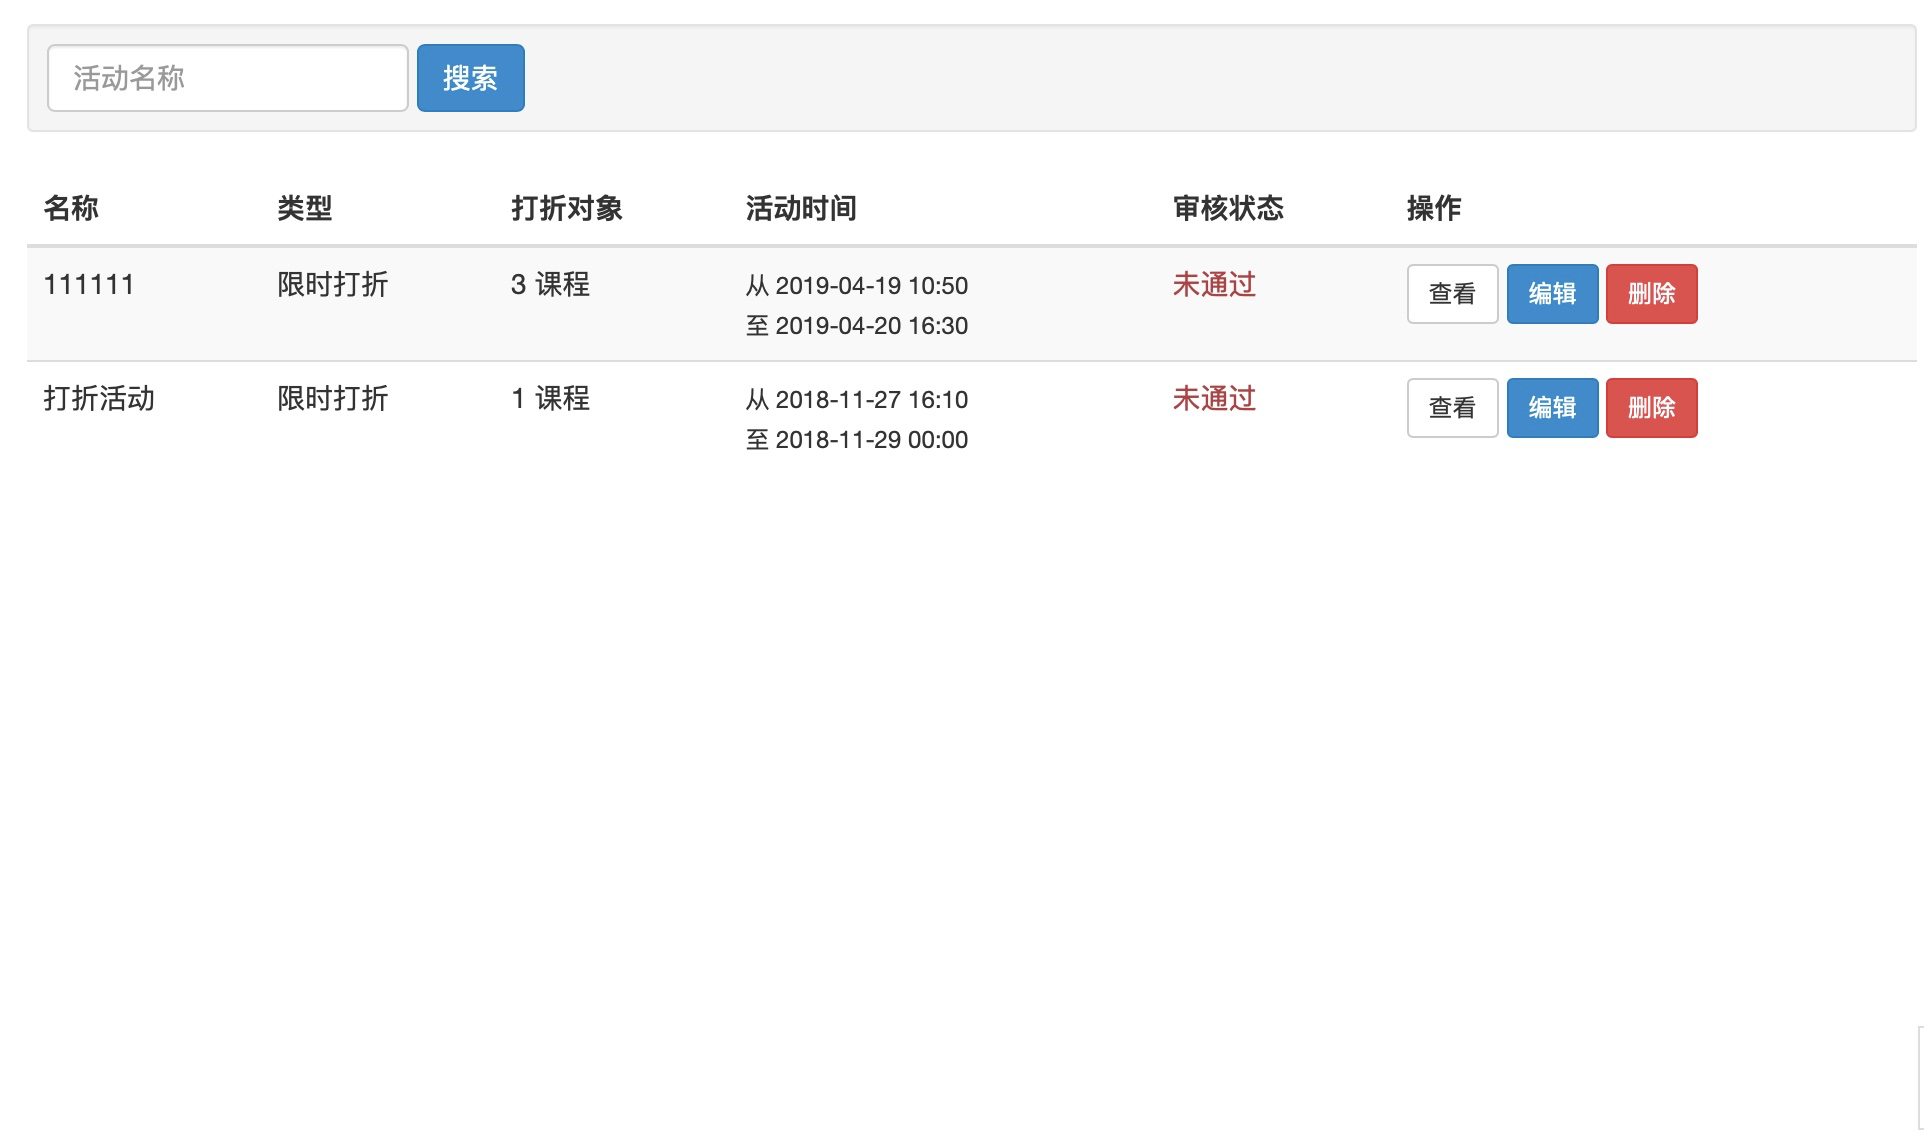 活动名称 搜索
名称 类型 打折对象 活动时间 审核状态 操作
111111 限时打折 3 课程 从 2019-04-19 10:50 未通过 查看 编辑 删除
至 2019-04-20 16:30
打折活动 限时打折 1 课程 从 2018-11-27 16:10 未通过 查看 编辑 删除
至 2018-11-29 00:00